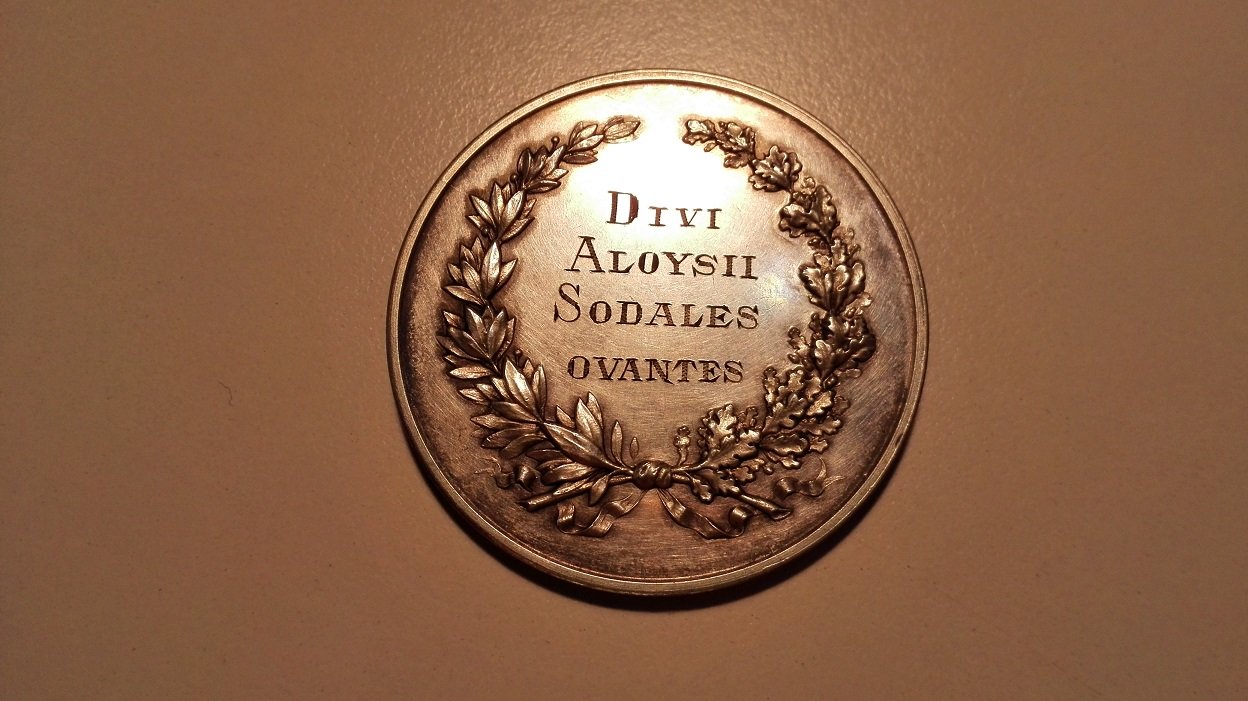 Divi
Aloysii
Sodales
ovantes